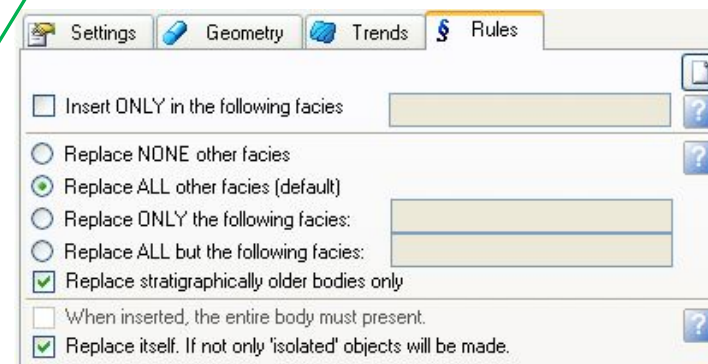 Settings Geometry Trends § Rules
Insert ONLY in the following facies
?
Replace NONE other facies
?
Replace ALL other facies (default)
Replace ONLY the following facies:
Replace ALL but the following facies:
Replace stratigraphically older bodies only
When inserted, the entire body must present.
?
Replace itself. If not only 'isolated' objects will be made.